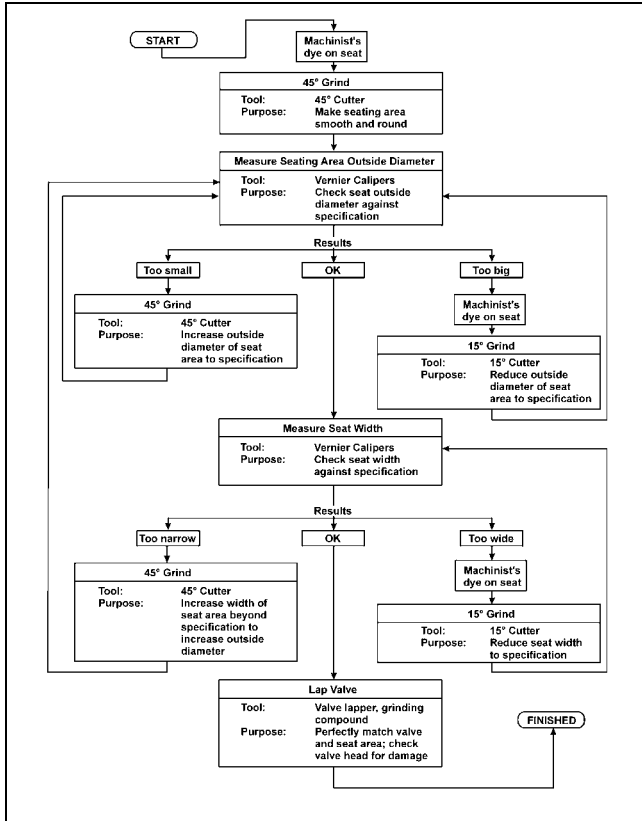 START
Machinist's
dye on seat
45° Grind
Tool: 45° Cutter
Purpose: Make seating area
smooth and round
Measure Seating Area Outside Diameter
Tool: Vernier Calipers
Purpose: Check seat outside
diameter against
specification
Results
Too small
OK
Too big
45° Grind
Tool: 45° Cutter
Purpose: Increase outside
diameter of seat
area to specification
Machinist's
dye on seat
15° Grind
Tool: 15° Cutter
Purpose: Reduce outside
diameter of seat
area to specification
Measure Seat Width
Tool: Vernier Calipers
Purpose: Check seat width
against specification
Results
Too narrow
OK
Too wide
45° Grind
Tool: 45° Cutter
Purpose: Increase width of
seat area beyond
specification to
increase outside
diameter
Machinist's
dye on seat
15° Grind
Tool: 15° Cutter
Purpose: Reduce seat width
to specification
Lap Valve
Tool: Valve lapper, grinding
compound
Purpose: Perfectly match valve
and seat area; check
valve head for damage
FINISHED